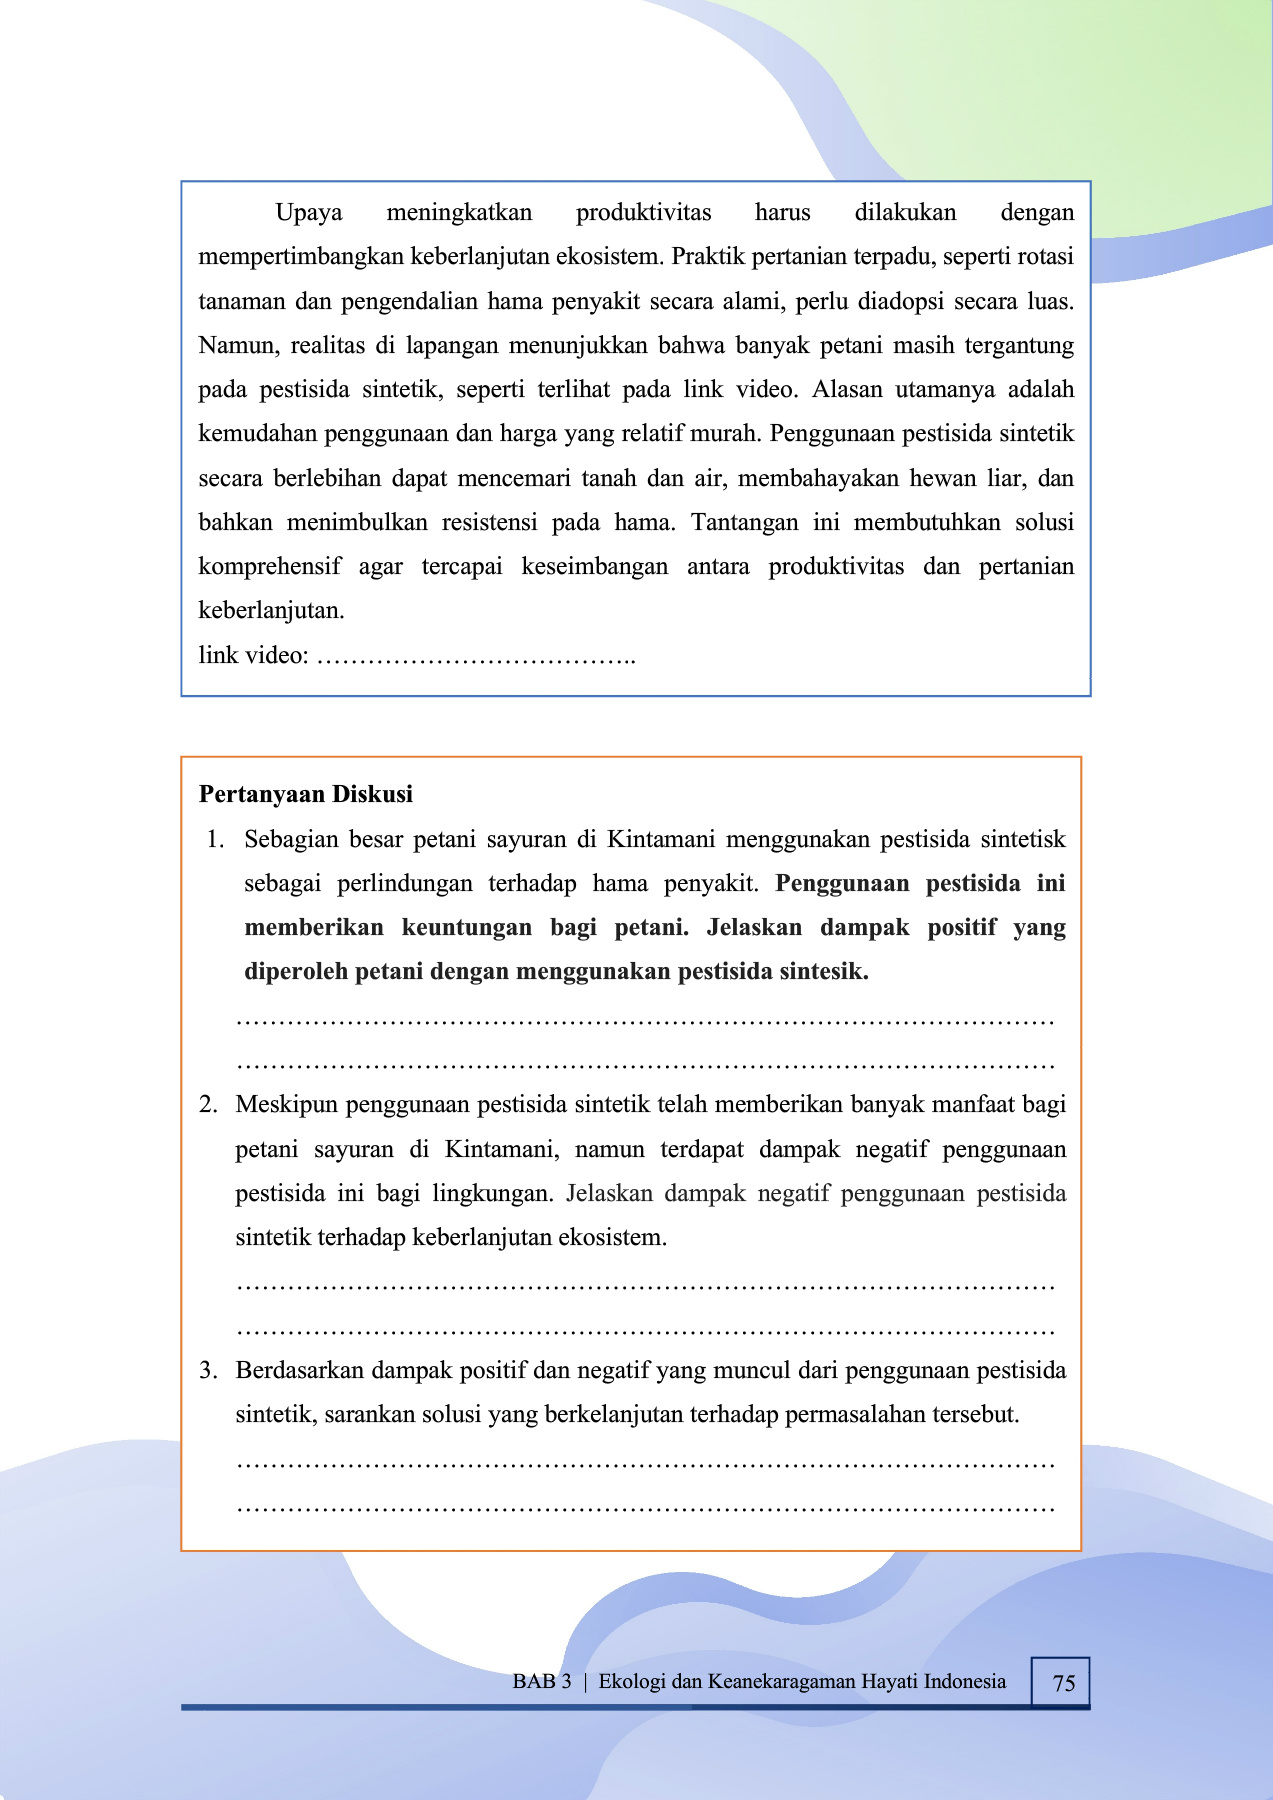 Upaya meningkatkan produktivitas harus dilakukan dengan
mempertimbangkan keberlanjutan ekosistem. Praktik pertanian terpadu, seperti rotasi
tanaman dan pengendalian hama penyakit secara alami, perlu diadopsi secara luas.
Namun, realitas di lapangan menunjukkan bahwa banyak petani masih tergantung
pada pestisida sintetik, seperti terlihat pada link video. Alasan utamanya adalah
kemudahan penggunaan dan harga yang relatif murah. Penggunaan pestisida sintetik
secara berlebihan dapat mencemari tanah dan air, membahayakan hewan liar, dan
bahkan menimbulkan resistensi pada hama. Tantangan ini membutuhkan solusi
komprehensif agar tercapai keseimbangan antara produktivitas dan pertanian
keberlanjutan.
link video: ………………………………..
Pertanyaan Diskusi
1. Sebagian besar petani sayuran di Kintamani menggunakan pestisida sintetisk
sebagai perlindungan terhadap hama penyakit. Penggunaan pestisida ini
memberikan keuntungan bagi petani. Jelaskan dampak positif yang
diperoleh petani dengan menggunakan pestisida sintesik.
……………………………………………………………………………………
……………………………………………………………………………………
2. Meskipun penggunaan pestisida sintetik telah memberikan banyak manfaat bagi
petani sayuran di Kintamani, namun terdapat dampak negatif penggunaan
pestisida ini bagi lingkungan. Jelaskan dampak negatif penggunaan pestisida
sintetik terhadap keberlanjutan ekosistem.
……………………………………………………………………………………
……………………………………………………………………………………
3. Berdasarkan dampak positif dan negatif yang muncul dari penggunaan pestisida
sintetik, sarankan solusi yang berkelanjutan terhadap permasalahan tersebut.
……………………………………………………………………………………
……………………………………………………………………………………
BAB 3 | Ekologi dan Keanekaragaman Hayati Indonesia 75